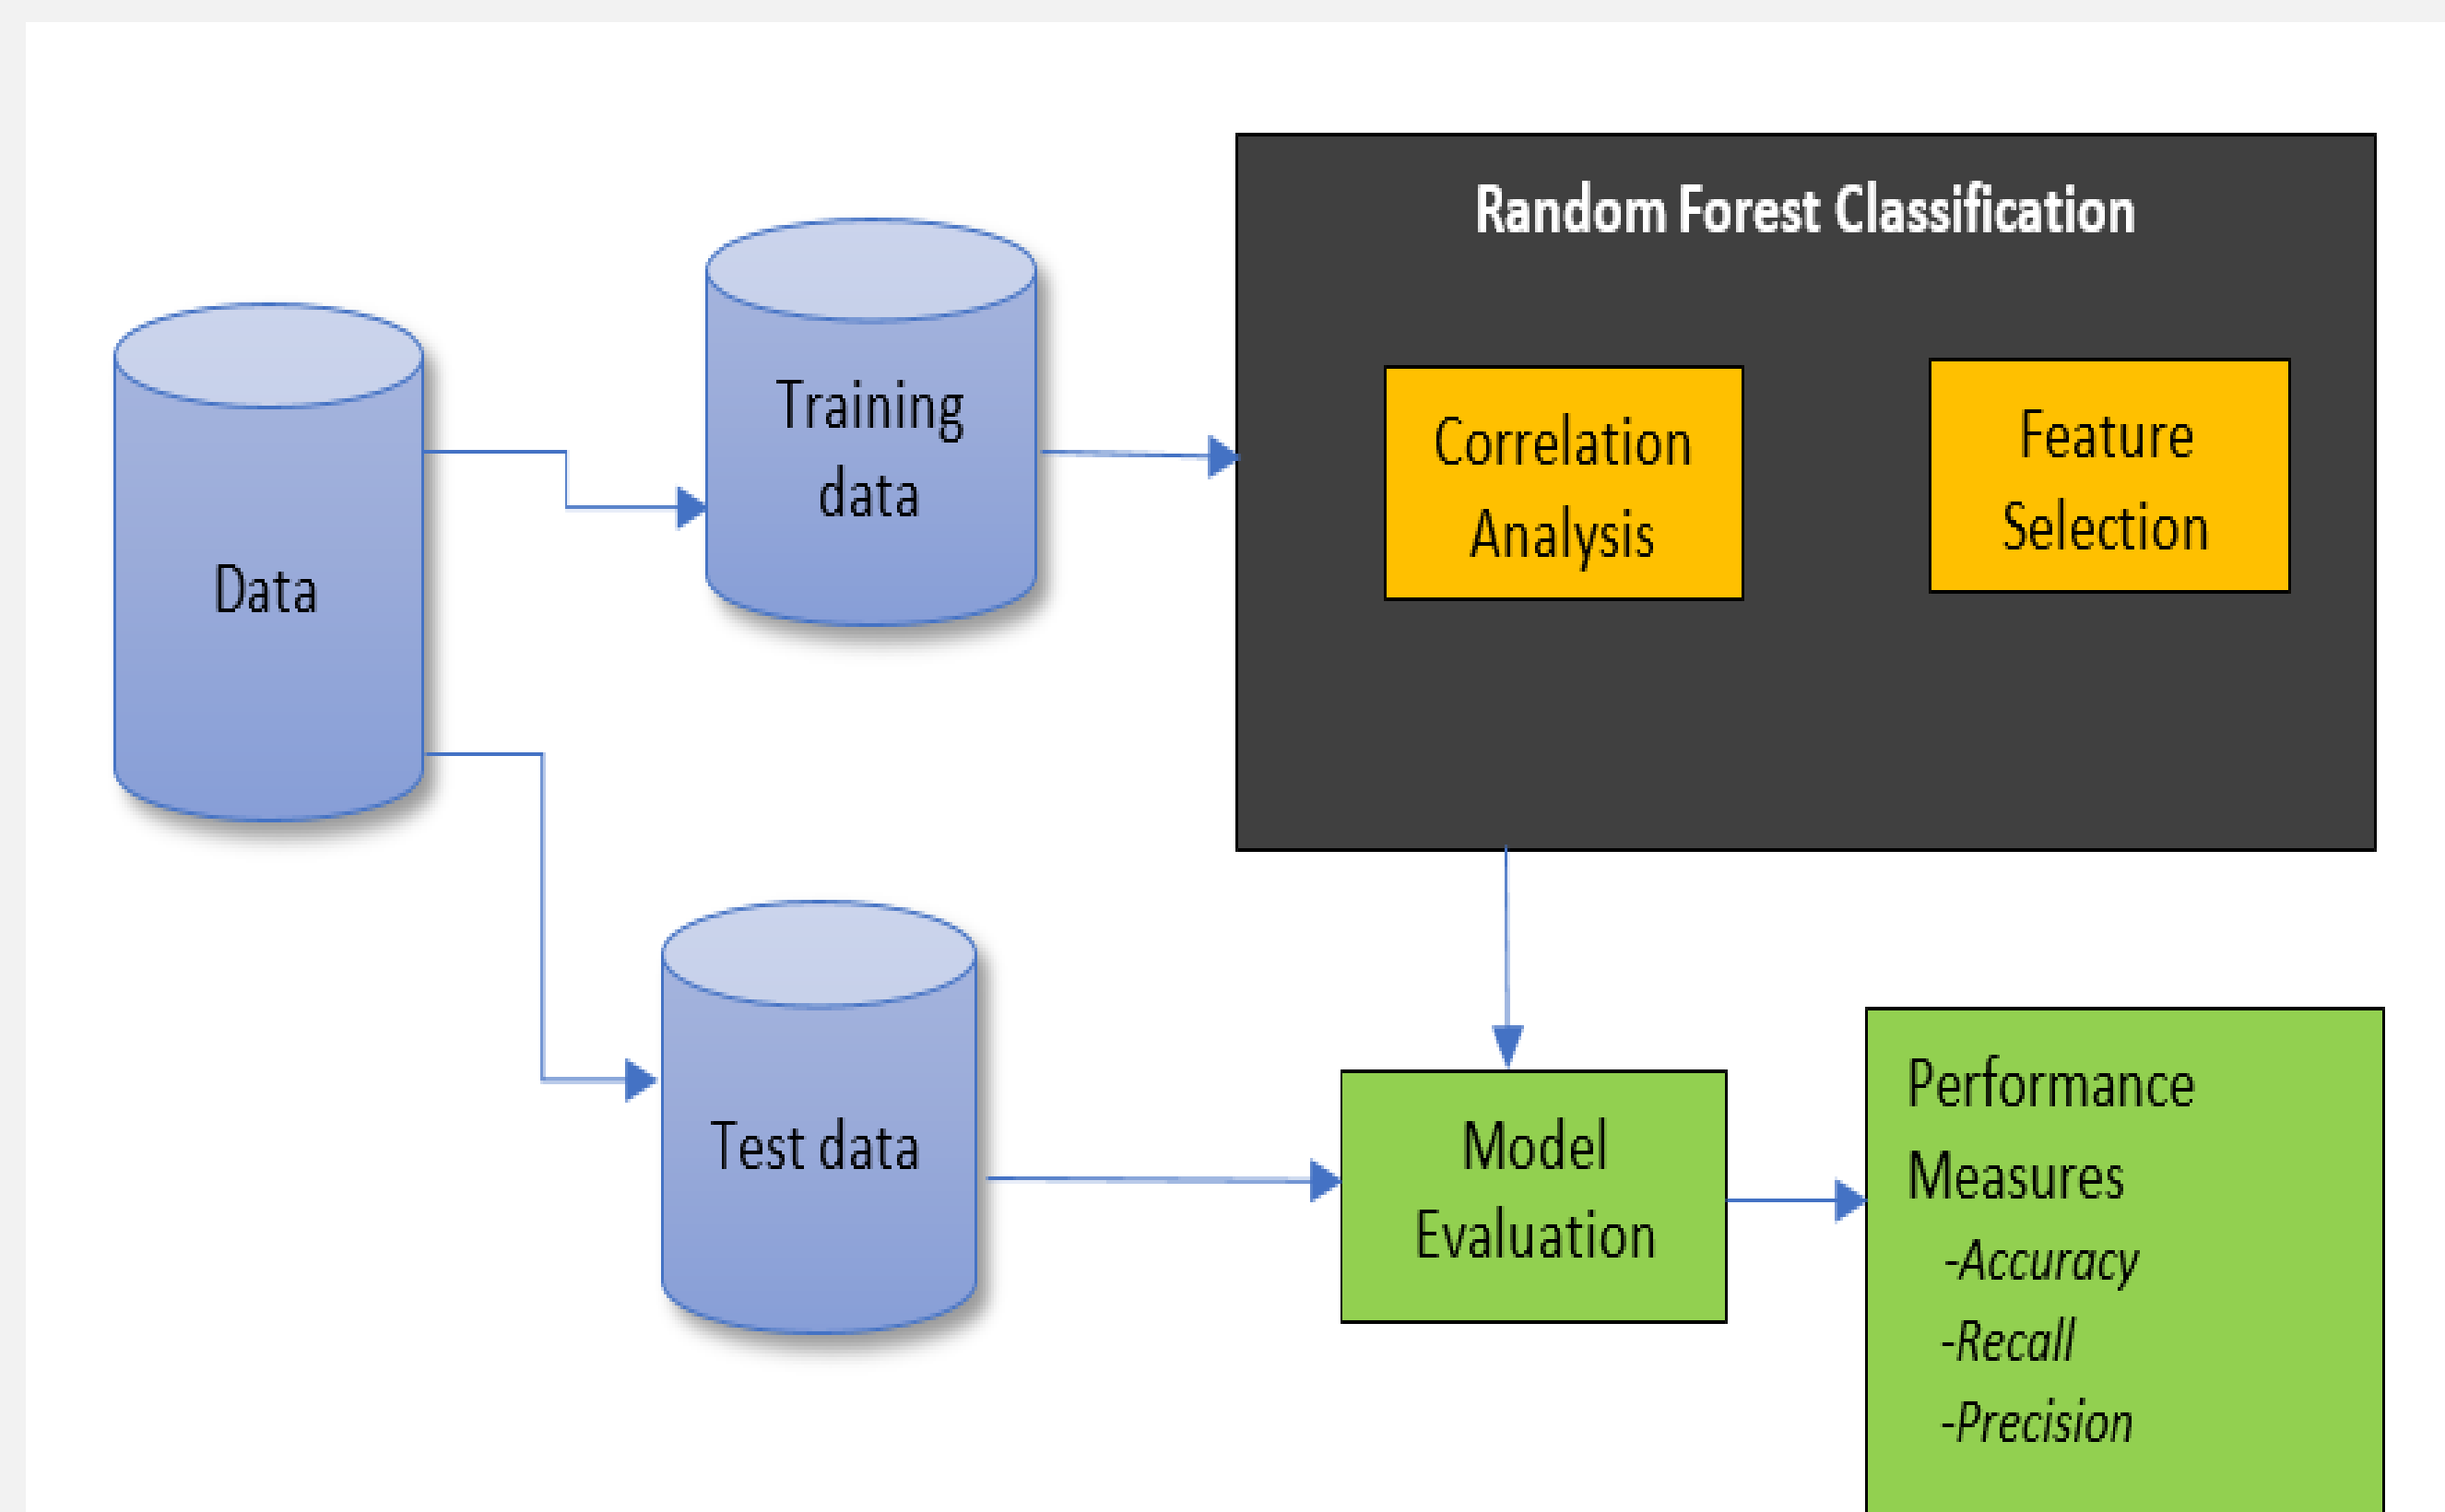 Random Forest Classification
Training
data
Correlation
Analysis
Feature
Selection
Data
Test data
Model
Evaluation
Performance
Measures
-Accuracy
-Recall
-Precision